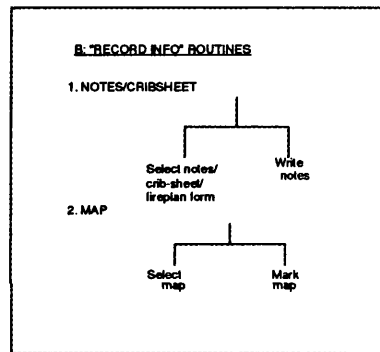 B: "RECORD INFO" ROUTINES
1. NOTES/CRIBSHEET
Select notes/
crib-sheet/
fireplan form
Write
notes
2. MAP
Select
map
Mark
map